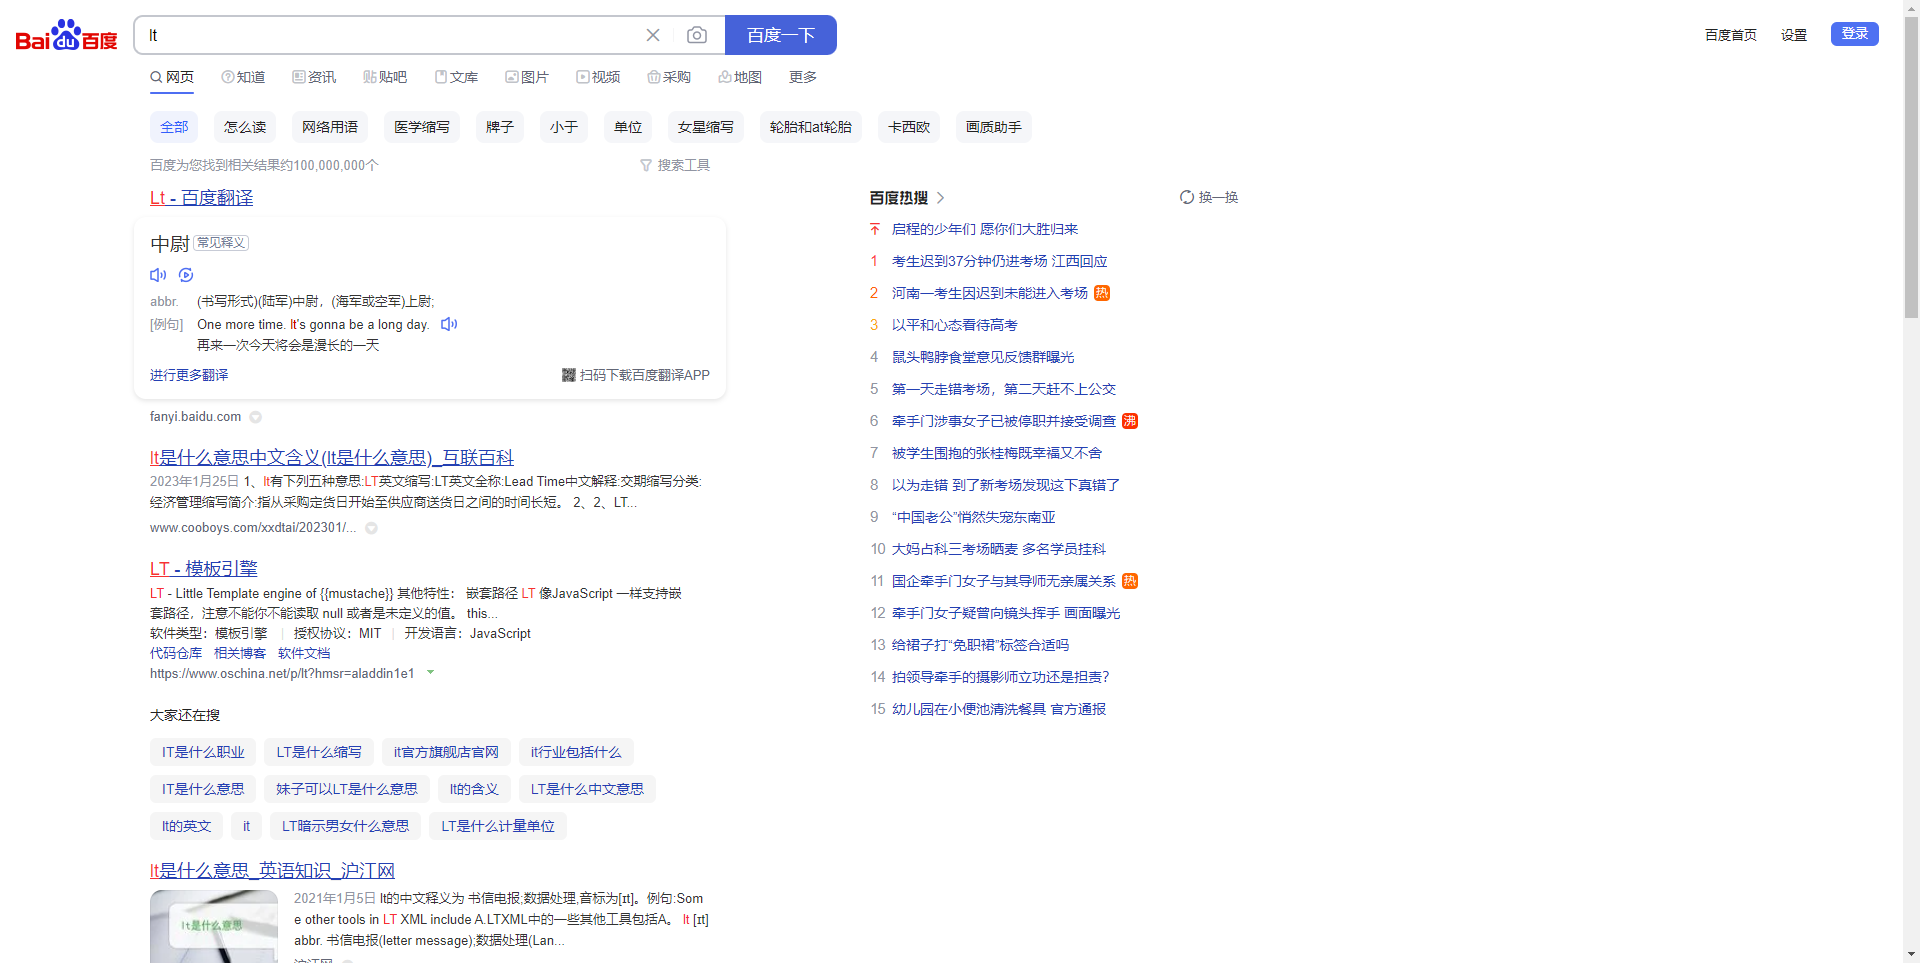 Bai du 百度
lt
百度一下
百度首页 设置 登录
网页 知道 资讯 贴吧 文库 图片 视频 采购 地图 更多
全部 怎么读 网络用语 医学缩写 牌子 小于 单位 女星缩写 轮胎和at轮胎 卡西欧 画质助手
百度为您找到相关结果约100,000,000个 搜索工具
Lt - 百度翻译
中尉 常见释义
abbr. (书写形式)(陆军)中尉，(海军或空军)上尉;
[例句] One more time. It's gonna be a long day.
再来一次今天将会是漫长的一天
进行更多翻译 扫码下载百度翻译APP
fanyi.baidu.com
lt是什么意思中文含义(lt是什么意思)_互联百科
2023年1月25日 1、lt有下列五种意思:LT英文缩写:LT英文全称:Lead Time中文解释:交期缩写分类:
经济管理缩写简介:指从采购定货日开始至供应商送货日之间的时间长短。 2、2、LT...
www.cooboys.com/xxdtai/202301/...
LT - 模板引擎
LT - Little Template engine of {{mustache}} 其他特性： 嵌套路径 LT 像JavaScript 一样支持嵌
套路径，注意不能你不能读取 null 或者是未定义的值。 this...
软件类型：模板引擎 | 授权协议：MIT | 开发语言：JavaScript
代码仓库 相关博客 软件文档
https://www.oschina.net/p/lt?hmsr=aladdin1e1
大家还在搜
IT是什么职业 LT是什么缩写 it官方旗舰店官网 it行业包括什么
IT是什么意思 妹子可以LT是什么意思 lt的含义 LT是什么中文意思
lt的英文 it LT暗示男女什么意思 LT是什么计量单位
lt是什么意思_英语知识_沪江网
lt是什么意思
2021年1月5日 lt的中文释义为 书信电报;数据处理,音标为[ɪt]。例句:Som
e other tools in LT XML include A.LTXML中的一些其他工具包括A。 lt [ɪt]
abbr. 书信电报(letter message);数据处理(Lan...
沪江网
百度热搜 换一换
启程的少年们 愿你们大胜归来
1 考生迟到37分钟仍进考场 江西回应
2 河南一考生因迟到未能进入考场 热
3 以平和心态看待高考
4 鼠头鸭脖食堂意见反馈群曝光
5 第一天走错考场，第二天赶不上公交
6 牵手门涉事女子已被停职并接受调查 沸
7 被学生围抱的张桂梅既幸福又不舍
8 以为走错 到了新考场发现这下真错了
9 “中国老公”悄然失宠东南亚
10 大妈占科三考场晒麦 多名学员挂科
11 国企牵手门女子与其导师无亲属关系 热
12 牵手门女子疑曾向镜头挥手 画面曝光
13 给裙子打“免职裙”标签合适吗
14 拍领导牵手的摄影师立功还是担责？
15 幼儿园在小便池清洗餐具 官方通报